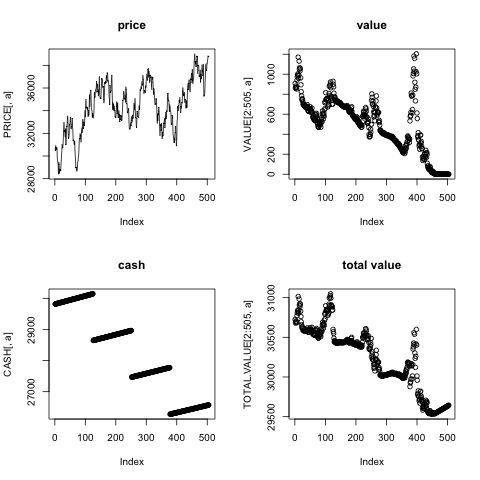 price
PRICE[, a]
28000 32000 36000
0 100 200 300 400 500
Index
value
VALUE[2:505, a]
0 200 600 1000
0 100 200 300 400 500
Index
cash
CASH[, a]
27000 29000
0 100 200 300 400 500
Index
total value
TOTAL.VALUE[2:505, a]
29500 30000 30500 31000
0 100 200 300 400 500
Index